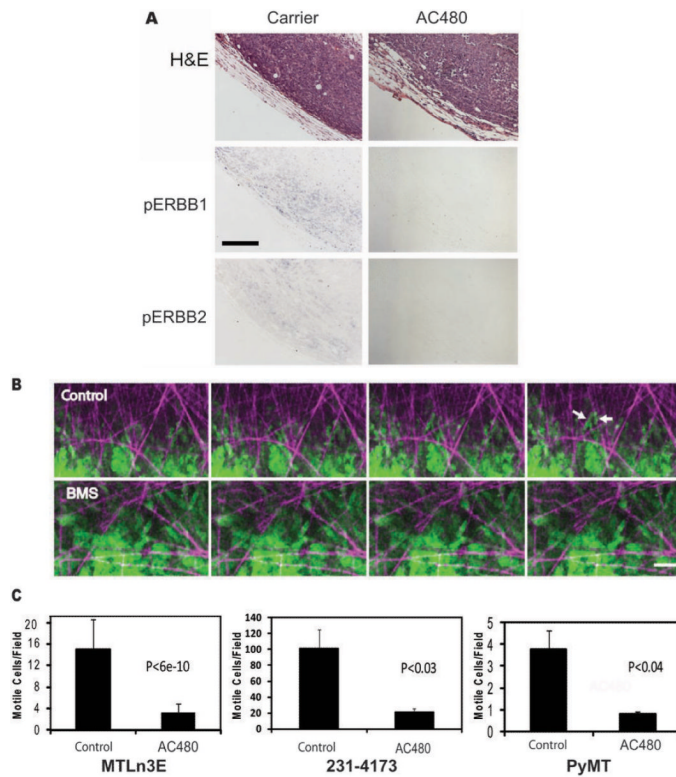 A
Carrier
AC480
H&E
pERBB1
pERBB2
B
Control
BMS
C
Motile Cells/Field
20
16
12
8
4
0
P<6e-10
Control
AC480
MTLn3E
Motile Cells/Field
140
120
100
80
60
40
20
0
P<0.03
Control
AC480
231-4173
Motile Cells/Field
5
4
3
2
1
0
P<0.04
AC480
Control
AC480
PyMT